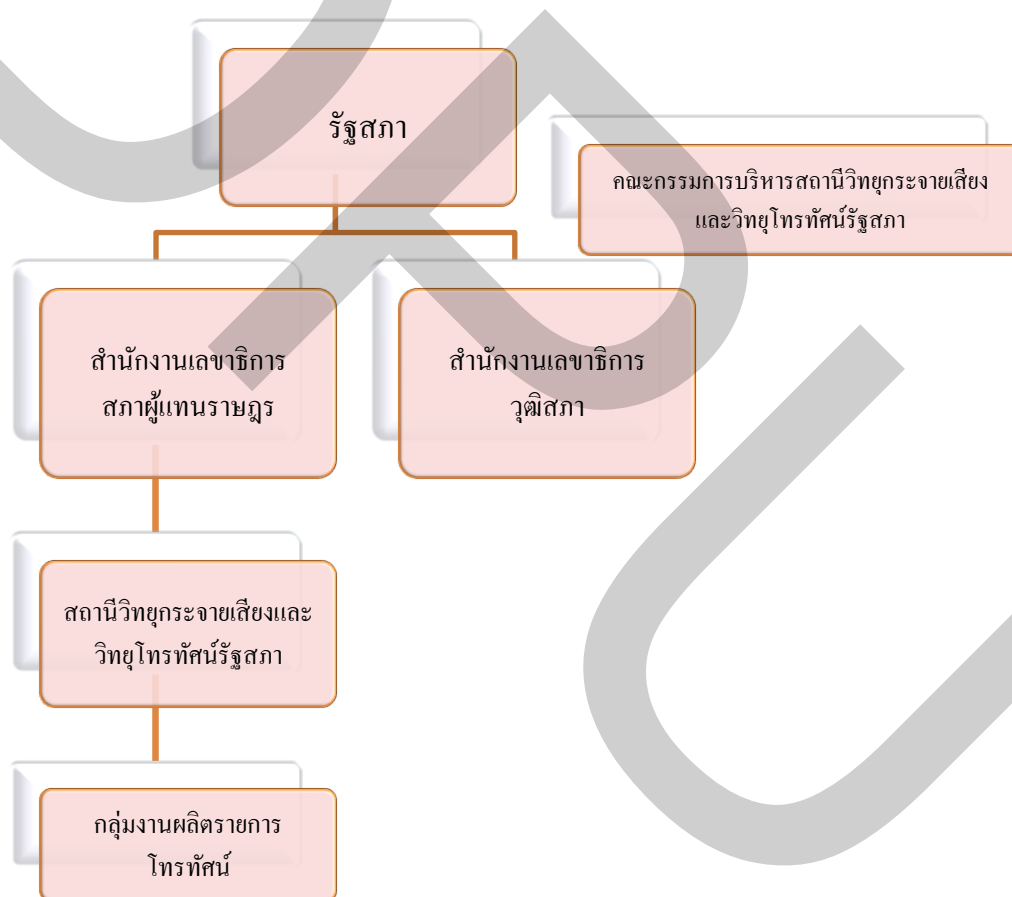 รัฐสภา
คณะกรรมการบริหารสถานีวิทยุกระจายเสียง
และวิทยุโทรทัศน์รัฐสภา
สำนักงานเลขาธิการ
สภาผู้แทนราษฎร
สำนักงานเลขาธิการ
วุฒิสภา
สถานีวิทยุกระจายเสียงและ
วิทยุโทรทัศน์รัฐสภา
กลุ่มงานผลิตรายการ
โทรทัศน์